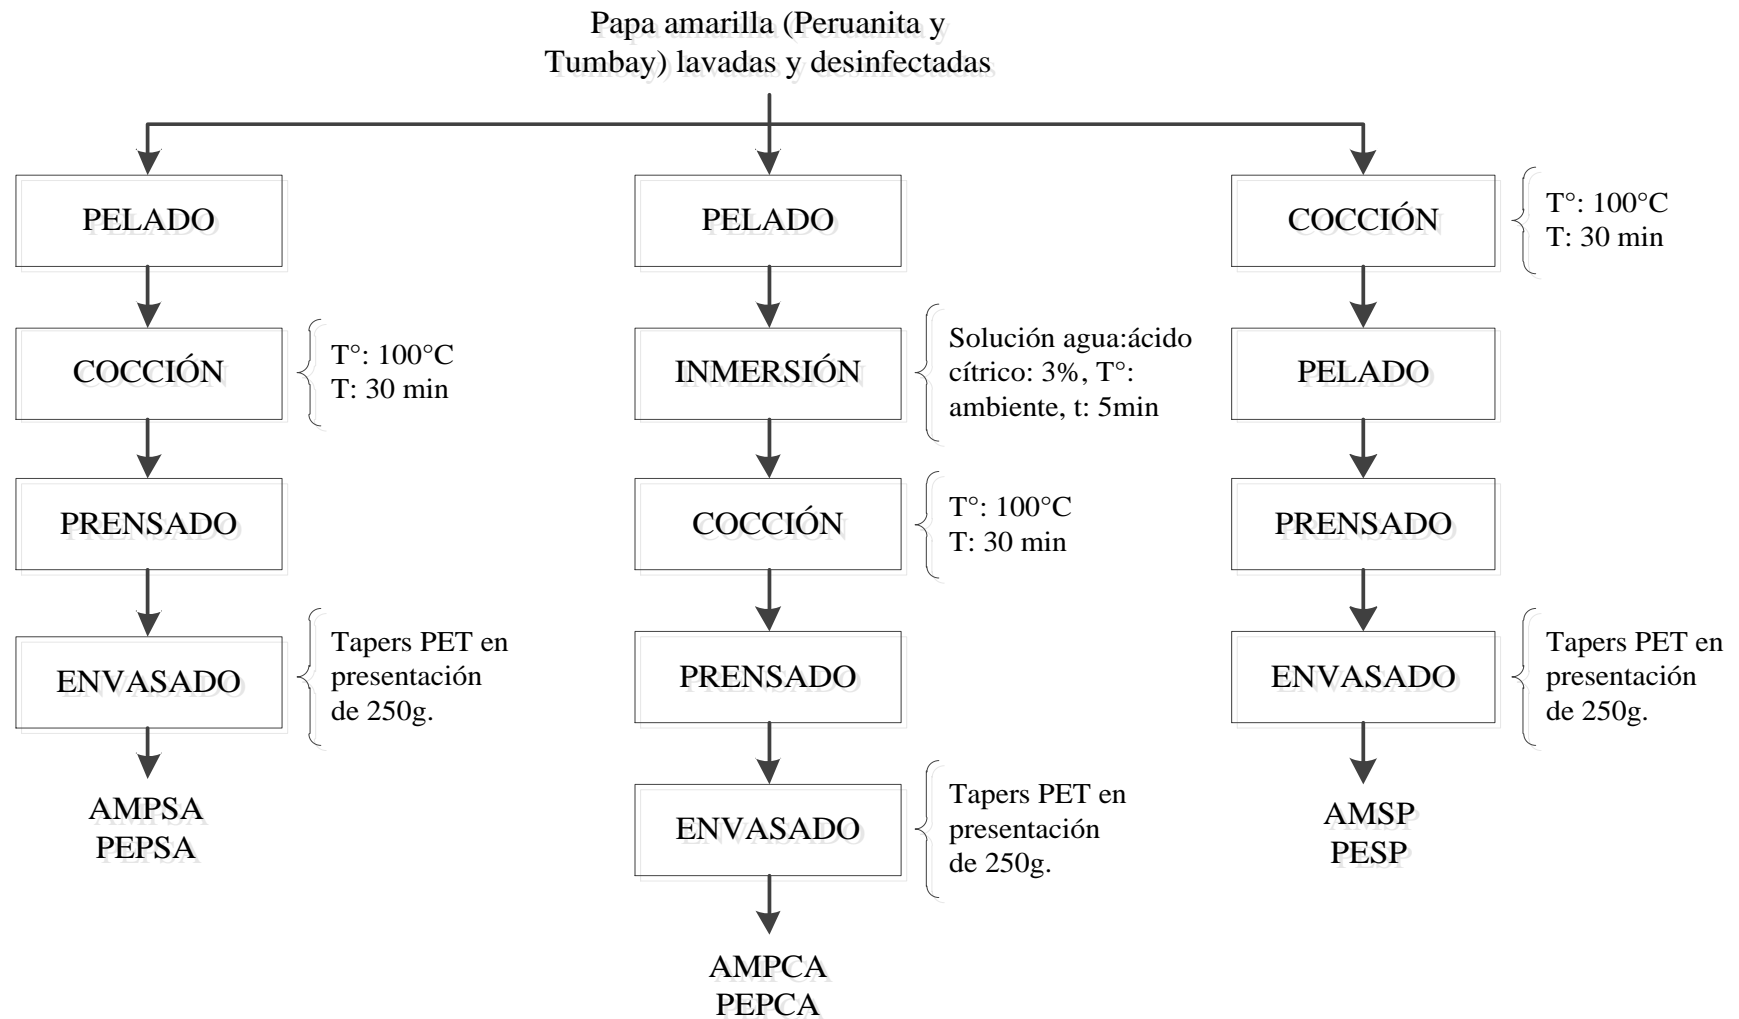 Papa amarilla (Peruanita y
Tumbay) lavadas y desinfectadas
PELADO
COCCIÓN
T°: 100°C
T: 30 min
PRENSADO
ENVASADO
Tapers PET en
presentación
de 250g.
AMPSA
PEPSA
PELADO
INMERSIÓN
Solución agua:ácido
cítrico: 3%, T°:
ambiente, t: 5min
COCCIÓN
T°: 100°C
T: 30 min
PRENSADO
ENVASADO
Tapers PET en
presentación
de 250g.
AMPCA
PEPCA
COCCIÓN
T°: 100°C
T: 30 min
PELADO
PRENSADO
ENVASADO
Tapers PET en
presentación
de 250g.
AMSP
PESP